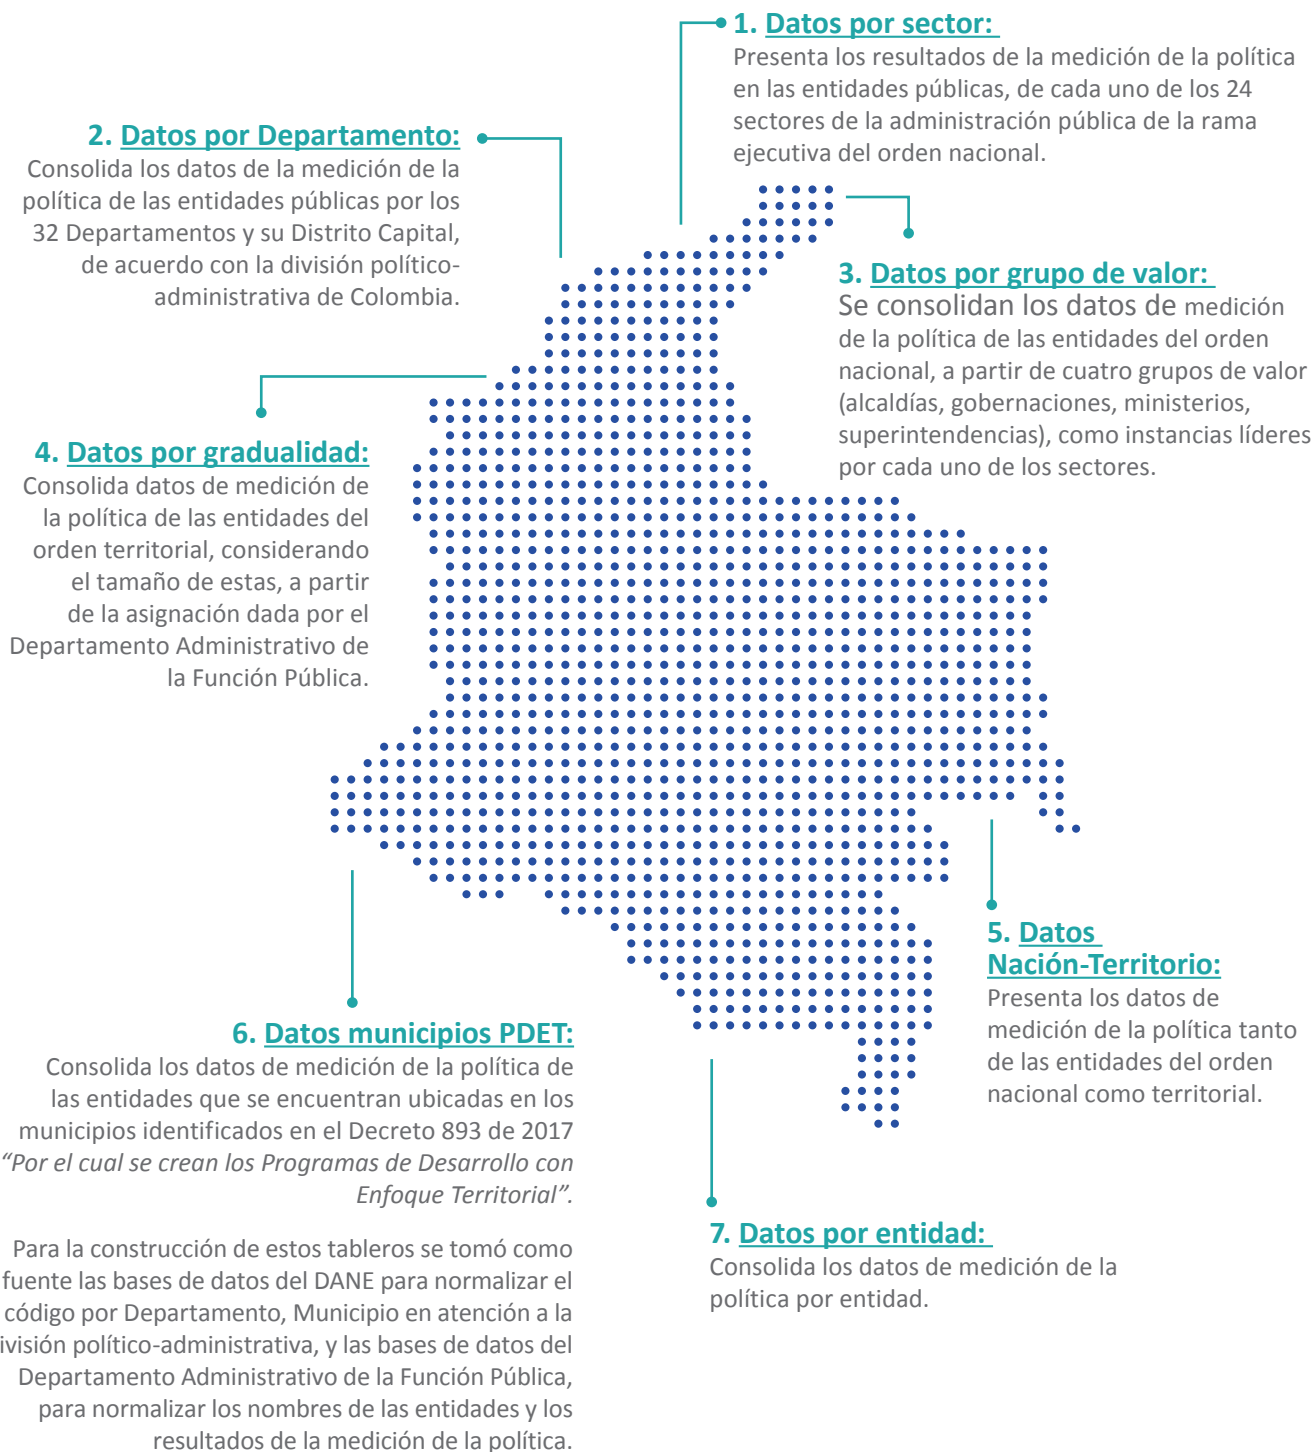 1. Datos por sector:
Presenta los resultados de la medición de la política
en las entidades públicas, de cada uno de los 24
sectores de la administración pública de la rama
ejecutiva del orden nacional.
2. Datos por Departamento:
Consolida los datos de la medición de la
política de las entidades públicas por los
32 Departamentos y su Distrito Capital,
de acuerdo con la división político-
administrativa de Colombia.
3. Datos por grupo de valor:
Se consolidan los datos de medición
de la política de las entidades del orden
nacional, a partir de cuatro grupos de valor
(alcaldías, gobernaciones, ministerios,
superintendencias), como instancias líderes
por cada uno de los sectores.
4. Datos por gradualidad:
Consolida datos de medición de
la política de las entidades del
orden territorial, considerando
el tamaño de estas, a partir
de la asignación dada por el
Departamento Administrativo de
la Función Pública.
5. Datos
Nación-Territorio:
Presenta los datos de
medición de la política tanto
de las entidades del orden
nacional como territorial.
6. Datos municipios PDET:
Consolida los datos de medición de la política de
las entidades que se encuentran ubicadas en los
municipios identificados en el Decreto 893 de 2017
“Por el cual se crean los Programas de Desarrollo con
Enfoque Territorial”.
Para la construcción de estos tableros se tomó como
fuente las bases de datos del DANE para normalizar el
código por Departamento, Municipio en atención a la
ivisión político-administrativa, y las bases de datos del
Departamento Administrativo de la Función Pública,
para normalizar los nombres de las entidades y los
resultados de la medición de la política.
7. Datos por entidad:
Consolida los datos de medición de la
política por entidad.